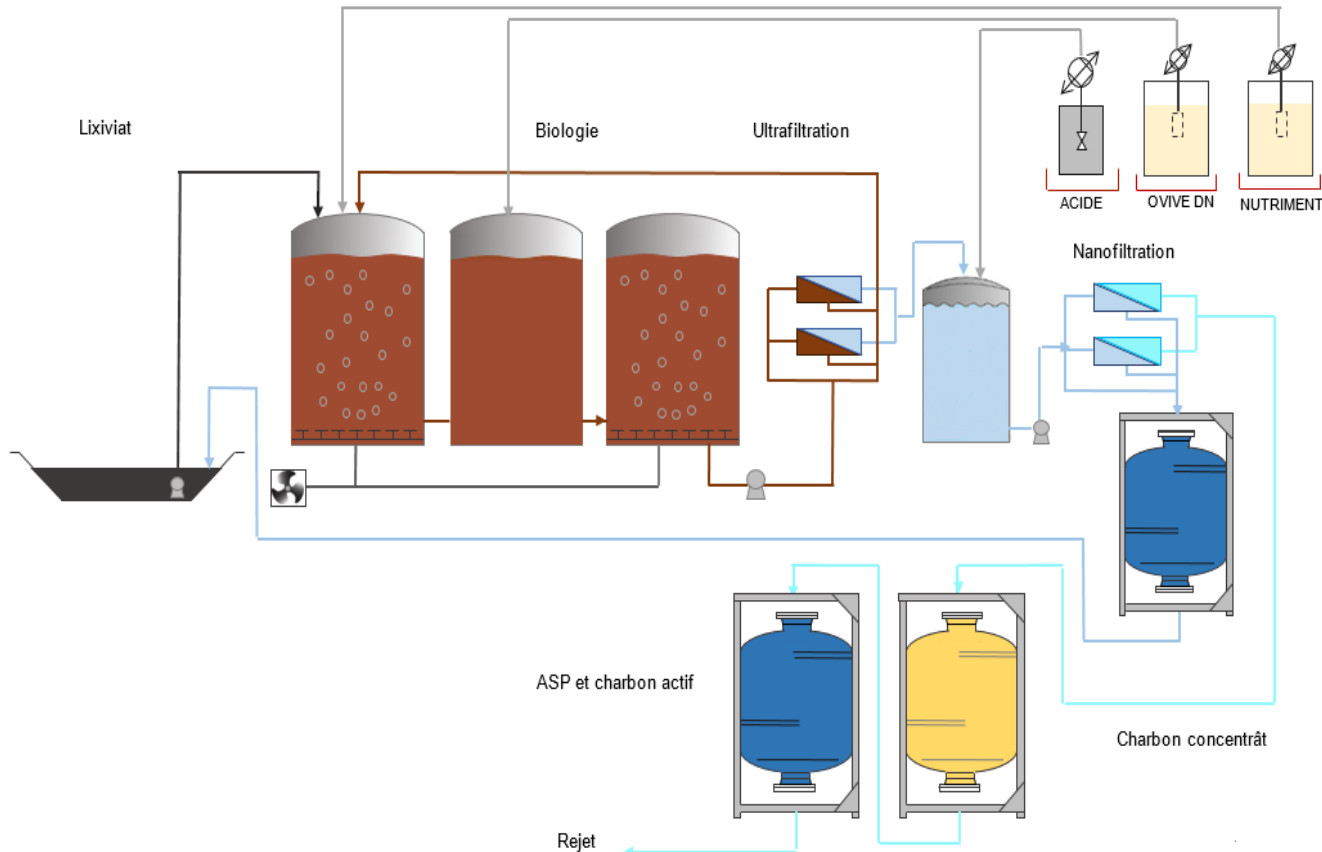 Lixiviat
Biologie
Ultrafiltration
ACIDE
OVIVE DN
NUTRIMENT
Nanofiltration
ASP et charbon actif
Charbon concentrât
Rejet